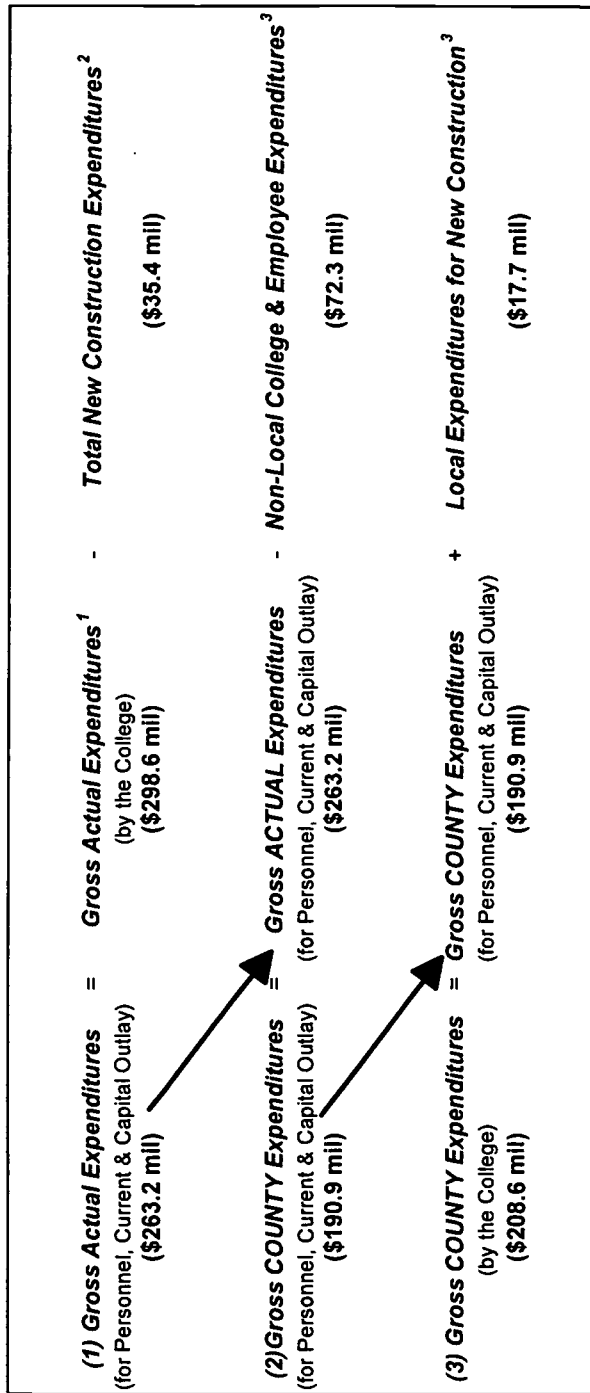 (1) Gross Actual Expenditures = Gross Actual Expenditures¹ - Total New Construction Expenditures²
(for Personnel, Current & Capital Outlay) (by the College)
($263.2 mil) ($298.6 mil) ($35.4 mil)
(2)Gross COUNTY Expenditures = Gross ACTUAL Expenditures - Non-Local College & Employee Expenditures³
(for Personnel, Current & Capital Outlay) (for Personnel, Current & Capital Outlay)
($190.9 mil) ($263.2 mil) ($72.3 mil)
(3) Gross COUNTY Expenditures = Gross COUNTY Expenditures + Local Expenditures for New Construction³
(by the College) (for Personnel, Current & Capital Outlay)
($208.6 mil) ($190.9 mil) ($17.7 mil)